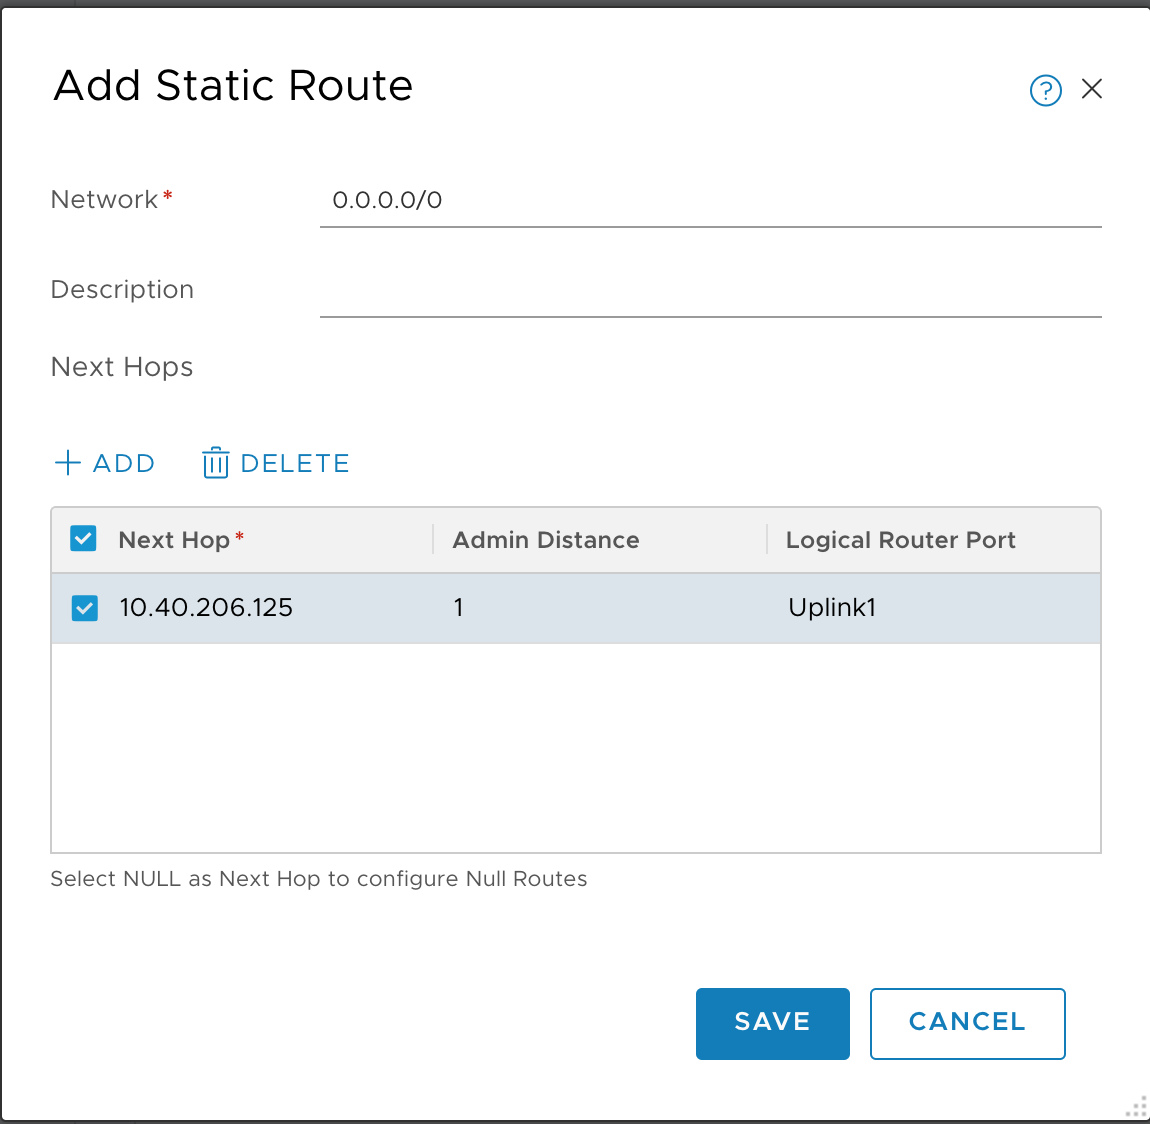 Add Static Route
?
Network*
0.0.0.0/0
Description
Next Hops
+ ADD DELETE
Next Hop* Admin Distance Logical Router Port
10.40.206.125 1 Uplink1
Select NULL as Next Hop to configure Null Routes
SAVE CANCEL